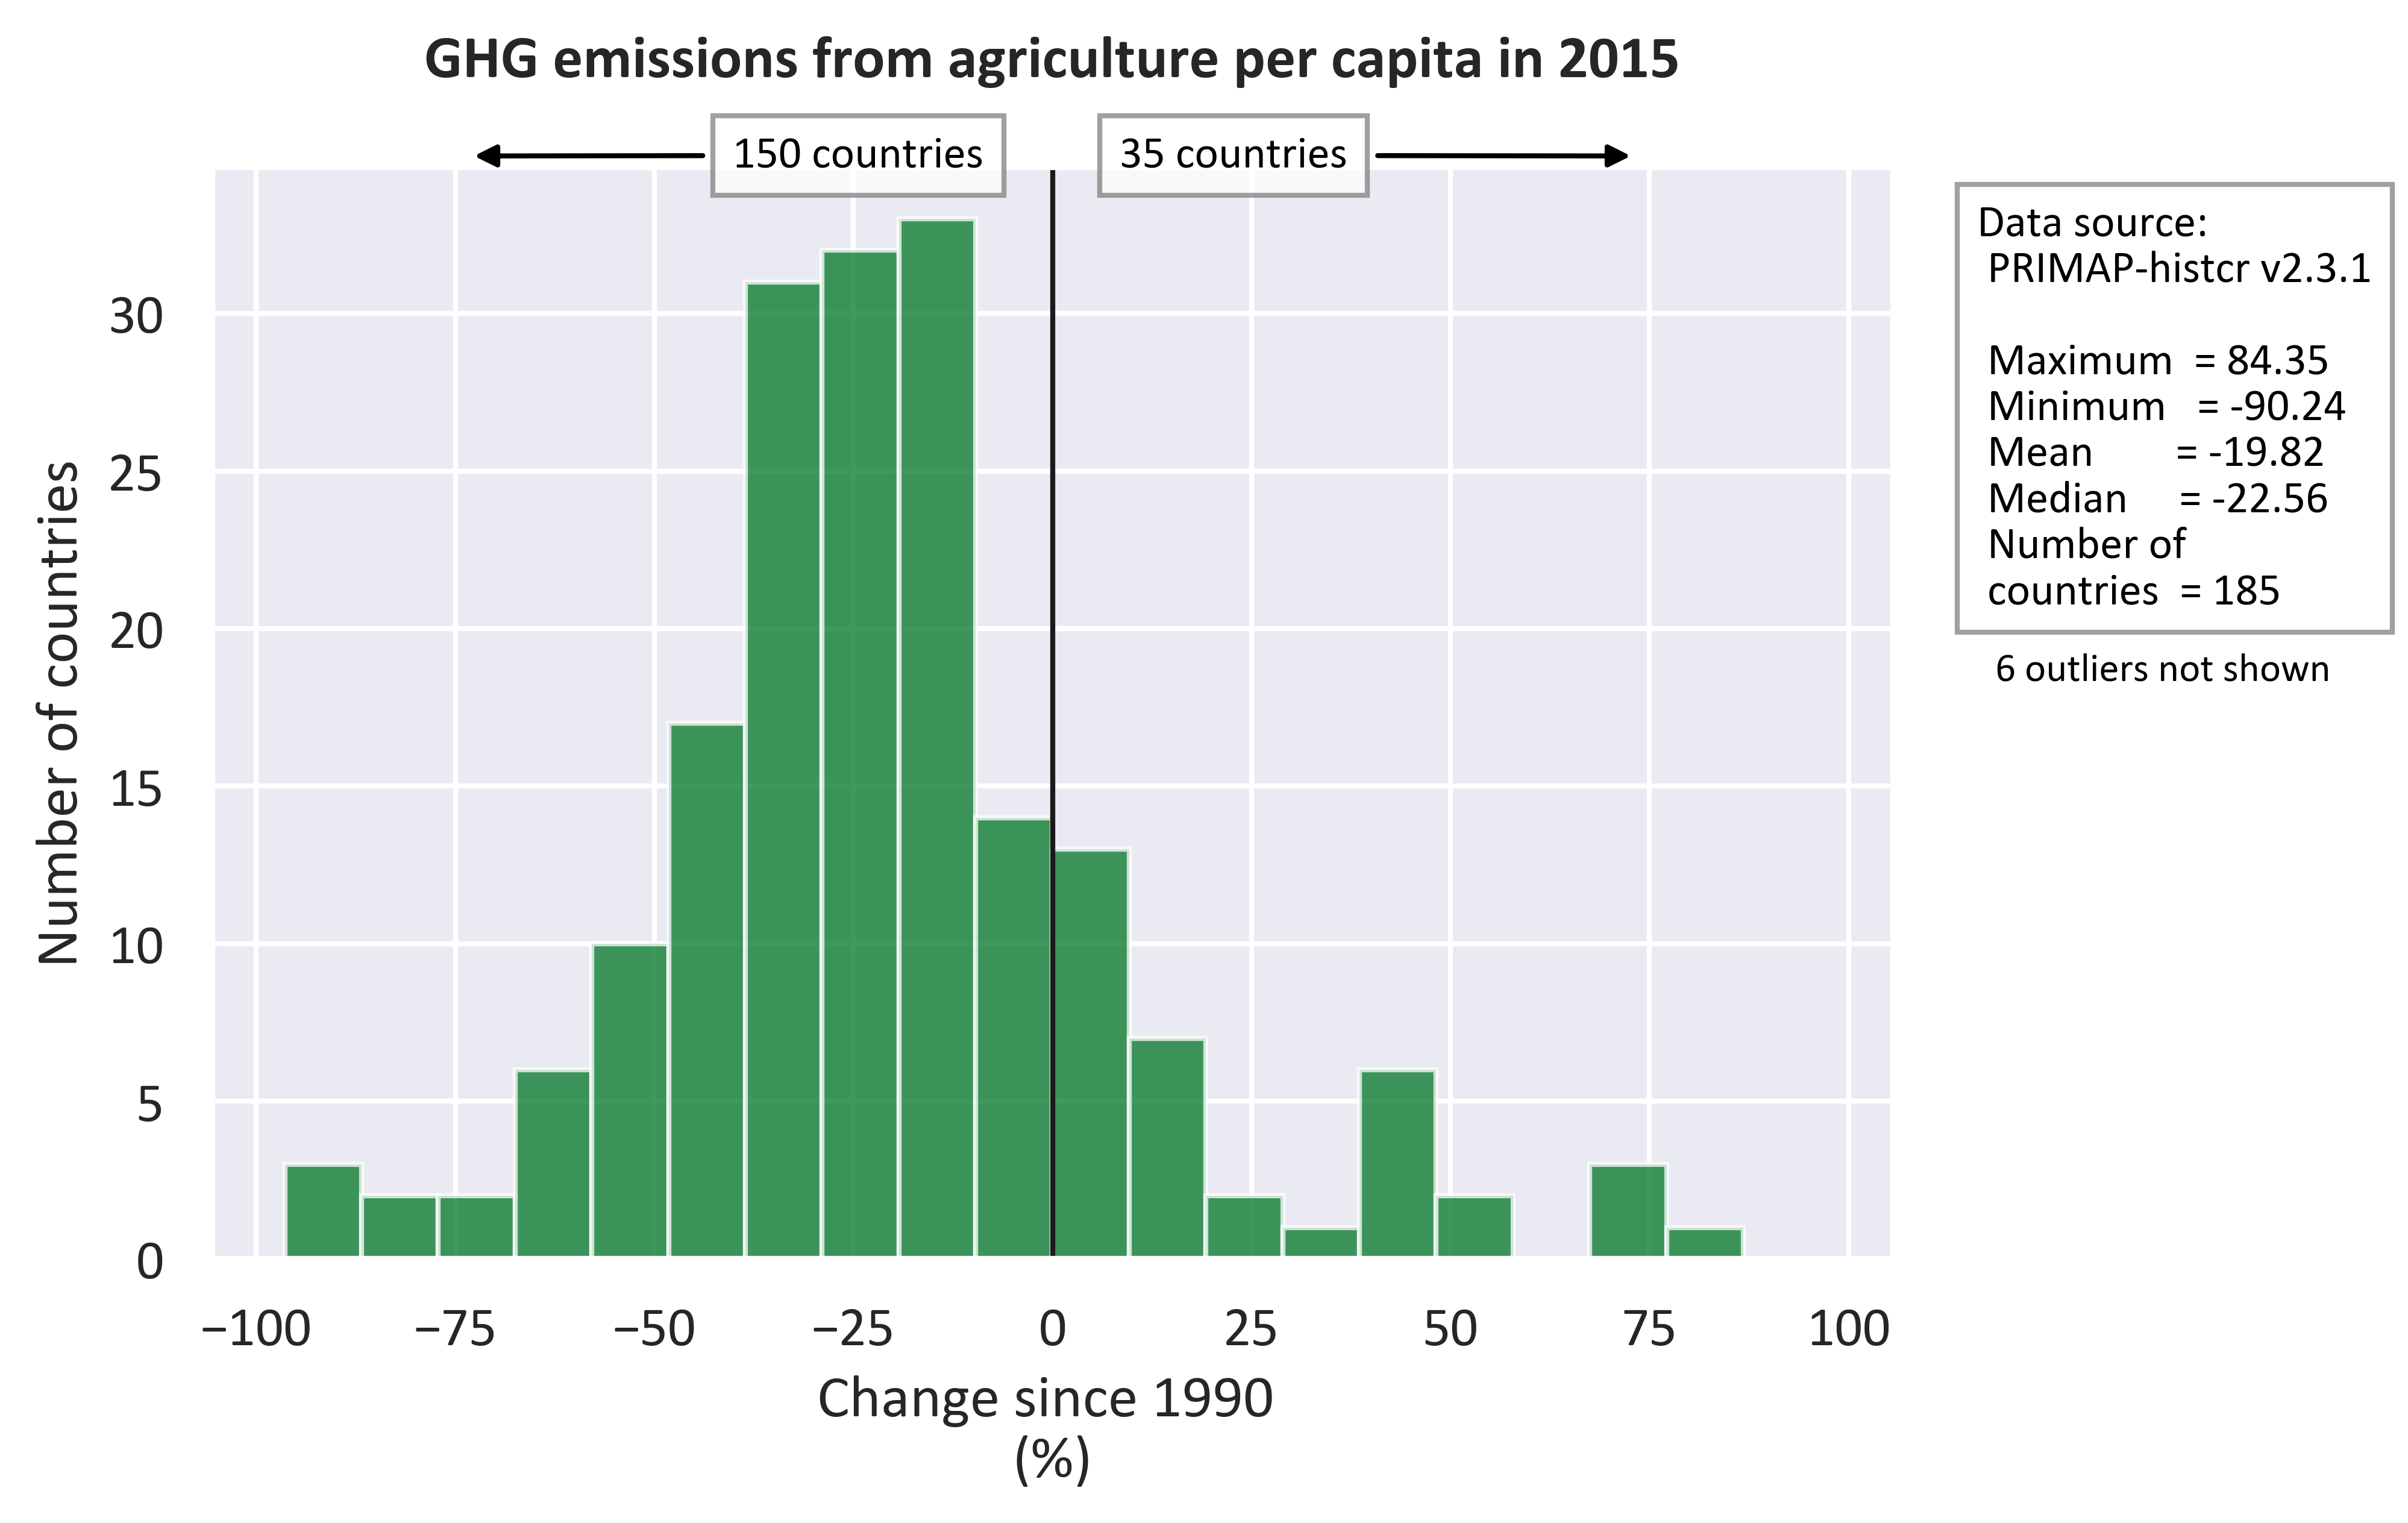 GHG emissions from agriculture per capita in 2015
150 countries
35 countries
Data source:
PRIMAP-histcr v2.3.1
Maximum = 84.35
Minimum = -90.24
Mean = -19.82
Median = -22.56
Number of
countries = 185
6 outliers not shown
Number of countries
30
25
20
15
10
5
0
−100 −75 −50 −25 0 25 50 75 100
Change since 1990
(%)